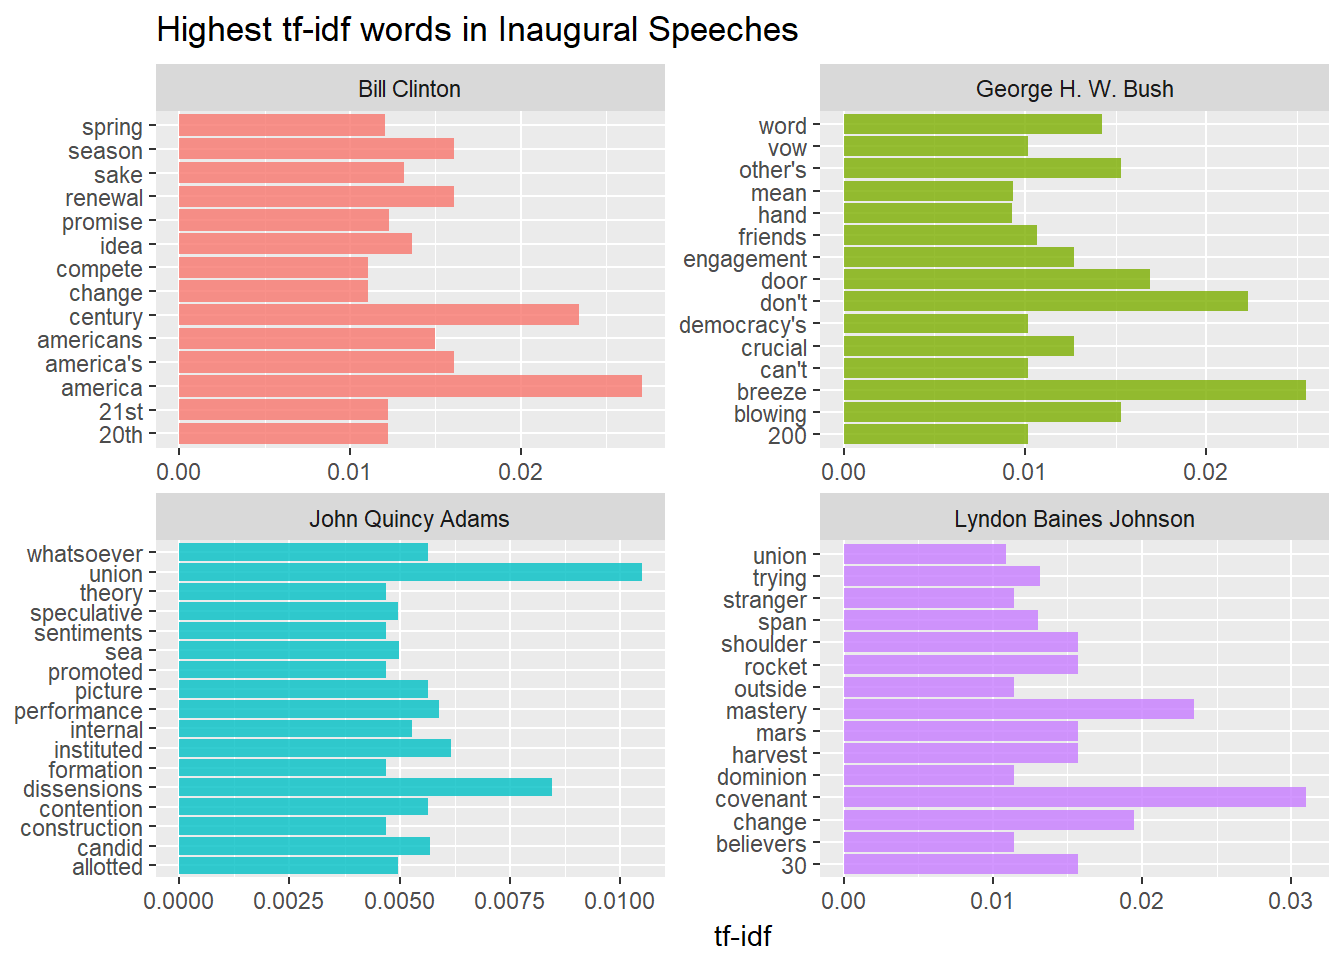 Highest tf-idf words in Inaugural Speeches
Bill Clinton
spring
season
sake
renewal
promise
idea
compete
change
century
americans
america's
america
21st
20th
0.00 0.01 0.02
George H. W. Bush
word
vow
other's
mean
hand
friends
engagement
door
don't
democracy's
crucial
can't
breeze
blowing
200
0.00 0.01 0.02
John Quincy Adams
whatsoever
union
theory
speculative
sentiments
sea
promoted
picture
performance
internal
instituted
formation
dissensions
contention
construction
candid
allotted
0.0000 0.0025 0.0050 0.0075 0.0100
Lyndon Baines Johnson
union
trying
stranger
span
shoulder
rocket
outside
mastery
mars
harvest
dominion
covenant
change
believers
30
0.00 0.01 0.02 0.03
tf-idf